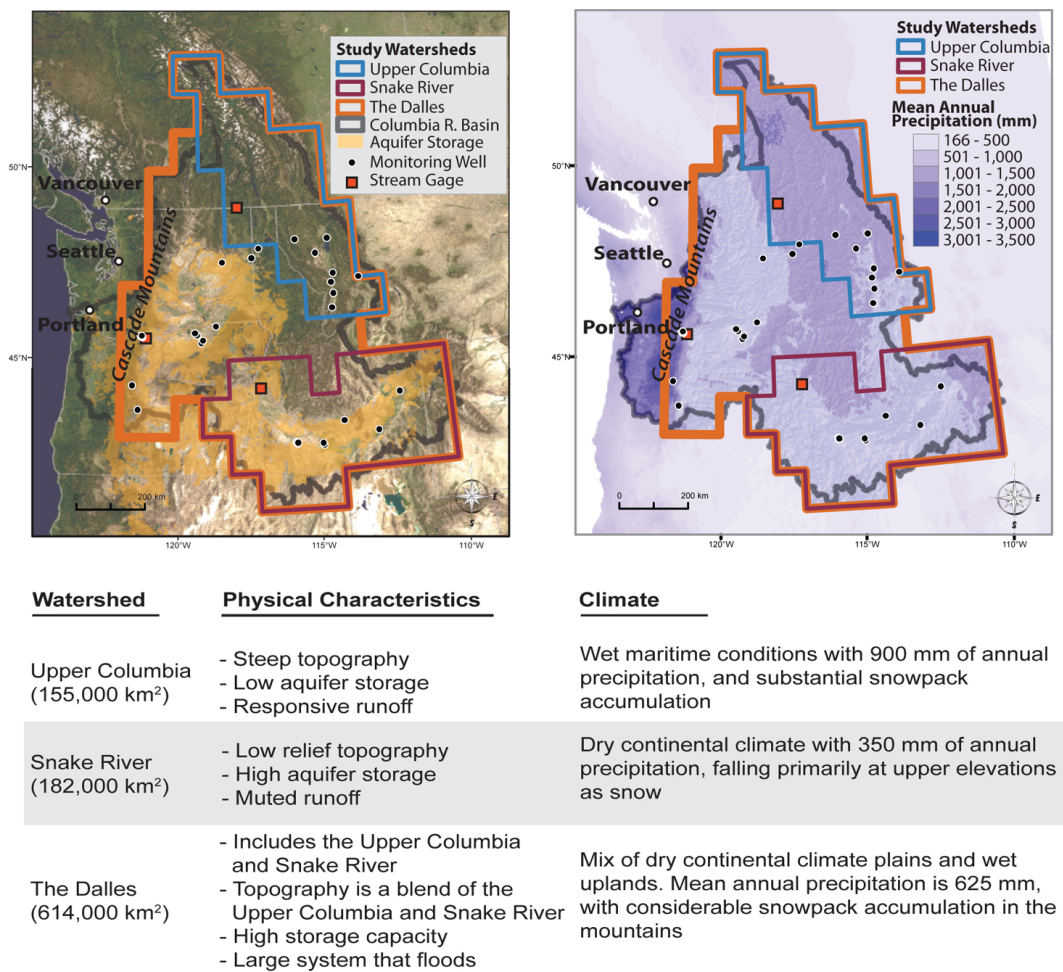 Study Watersheds
Upper Columbia
Snake River
The Dalles
Columbia R. Basin
Aquifer Storage
Monitoring Well
Stream Gage
50°N
45°N
Vancouver
Seattle
Portland
Cascade Mountains
0 200 km
E
S
120°W 115°W 110°W
Study Watersheds
Upper Columbia
Snake River
The Dalles
Mean Annual
Precipitation (mm)
166 - 500
501 - 1,000
1,001 - 1,500
1,501 - 2,000
2,001 - 2,500
2,501 - 3,000
3,001 - 3,500
50°N
45°N
Vancouver
Seattle
Portland
Cascade Mountains
0 200 km
E
S
120°W 115°W 110°W
Watershed Physical Characteristics Climate
Upper Columbia
(155,000 km²)
- Steep topography
- Low aquifer storage
- Responsive runoff
Wet maritime conditions with 900 mm of annual
precipitation, and substantial snowpack
accumulation
Snake River
(182,000 km²)
- Low relief topography
- High aquifer storage
- Muted runoff
Dry continental climate with 350 mm of annual
precipitation, falling primarily at upper elevations
as snow
The Dalles
(614,000 km²)
- Includes the Upper Columbia
and Snake River
- Topography is a blend of the
Upper Columbia and Snake River
- High storage capacity
- Large system that floods
Mix of dry continental climate plains and wet
uplands. Mean annual precipitation is 625 mm,
with considerable snowpack accumulation in the
mountains